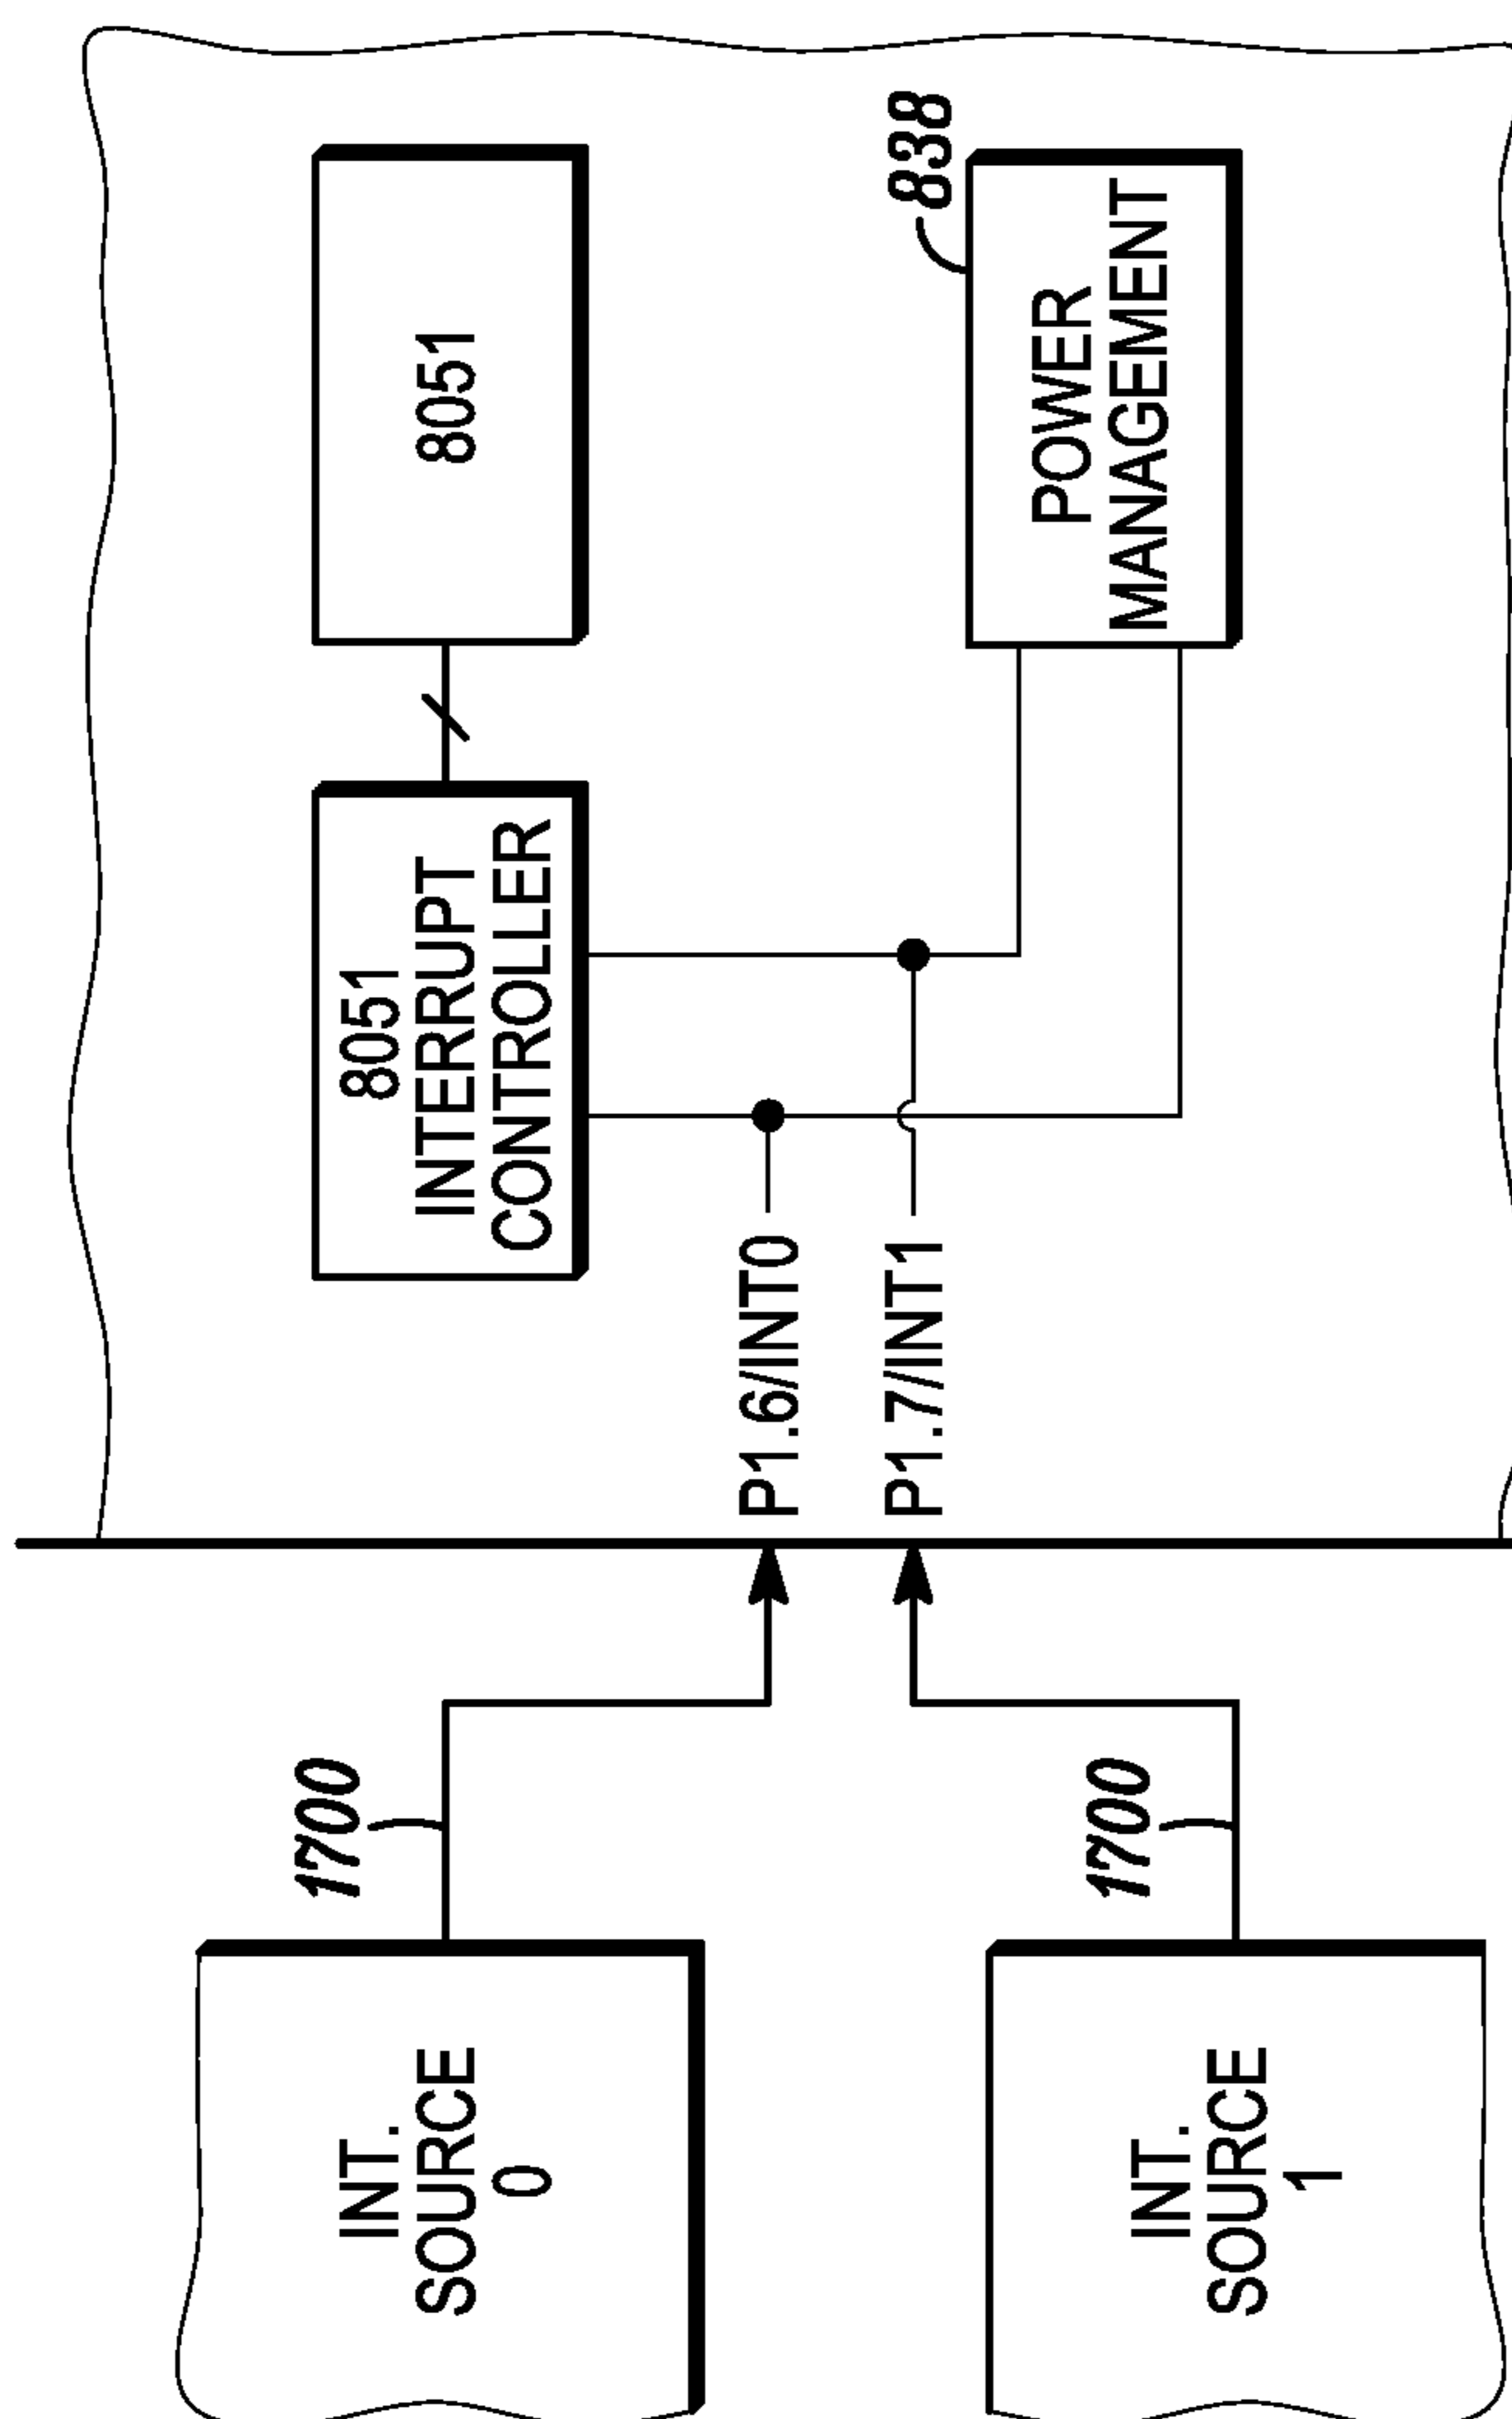 INT.
SOURCE
0
1700
INT.
SOURCE
1
1700
P1.6/INT0
P1.7/INT1
8051
INTERRUPT
CONTROLLER
8051
838
POWER
MANAGEMENT